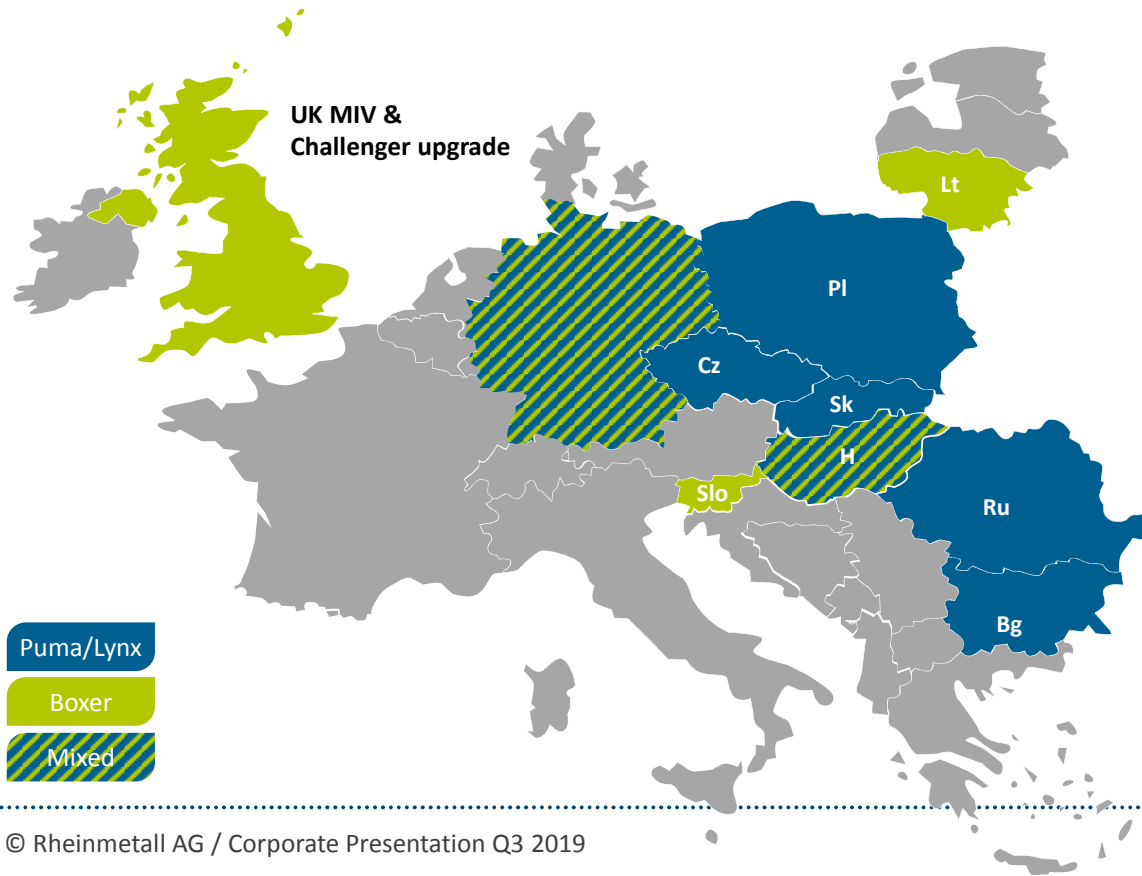 UK MIV &
Challenger upgrade
Lt
Pl
Cz
Sk
H
Slo
Ru
Bg
Puma/Lynx
Boxer
Mixed
© Rheinmetall AG / Corporate Presentation Q3 2019